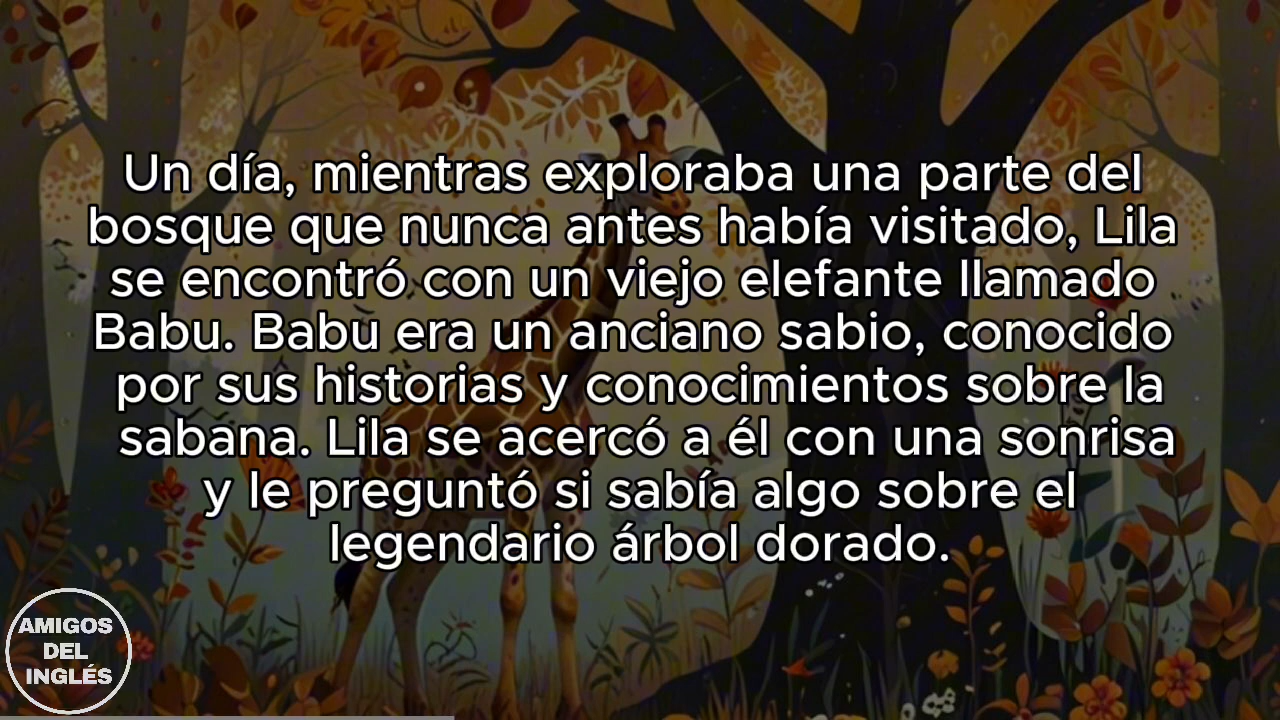 Un día, mientras exploraba una parte del
bosque que nunca antes había visitado, Lila
se encontró con un viejo elefante llamado
Babu. Babu era un anciano sabio, conocido
por sus historias y conocimientos sobre la
sabana. Lila se acercó a él con una sonrisa
y le preguntó si sabía algo sobre el
legendario árbol dorado.
AMIGOS
DEL
INGLÉS